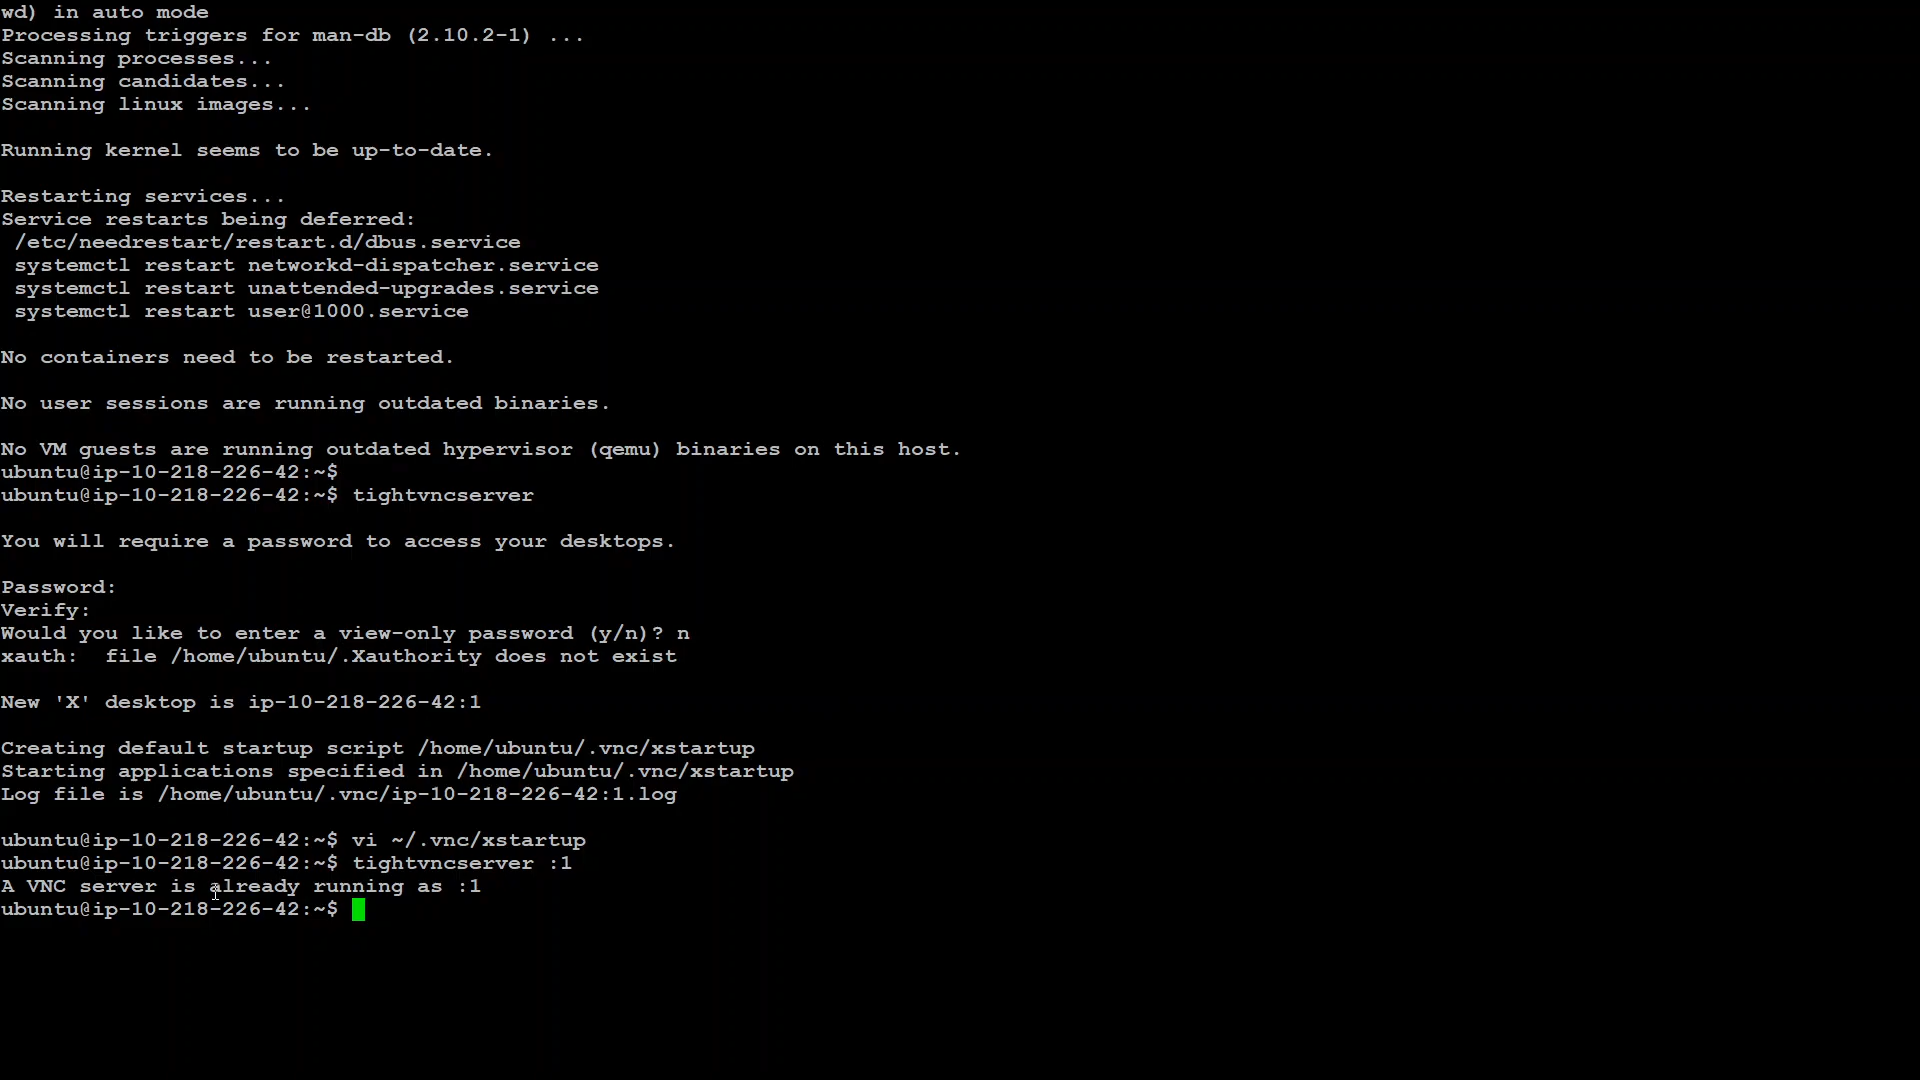 wd) in auto mode
Processing triggers for man-db (2.10.2-1) ...
Scanning processes...
Scanning candidates...
Scanning linux images...
Running kernel seems to be up-to-date.
Restarting services...
Service restarts being deferred:
 /etc/needrestart/restart.d/dbus.service
 systemctl restart networkd-dispatcher.service
 systemctl restart unattended-upgrades.service
 systemctl restart user@1000.service
No containers need to be restarted.
No user sessions are running outdated binaries.
No VM guests are running outdated hypervisor (qemu) binaries on this host.
ubuntu@ip-10-218-226-42:~$
ubuntu@ip-10-218-226-42:~$ tightvncserver
You will require a password to access your desktops.
Password:
Verify:
Would you like to enter a view-only password (y/n)? n
xauth:  file /home/ubuntu/.Xauthority does not exist
New 'X' desktop is ip-10-218-226-42:1
Creating default startup script /home/ubuntu/.vnc/xstartup
Starting applications specified in /home/ubuntu/.vnc/xstartup
Log file is /home/ubuntu/.vnc/ip-10-218-226-42:1.log
ubuntu@ip-10-218-226-42:~$ vi ~/.vnc/xstartup
ubuntu@ip-10-218-226-42:~$ tightvncserver :1
A VNC server is already running as :1
ubuntu@ip-10-218-226-42:~$